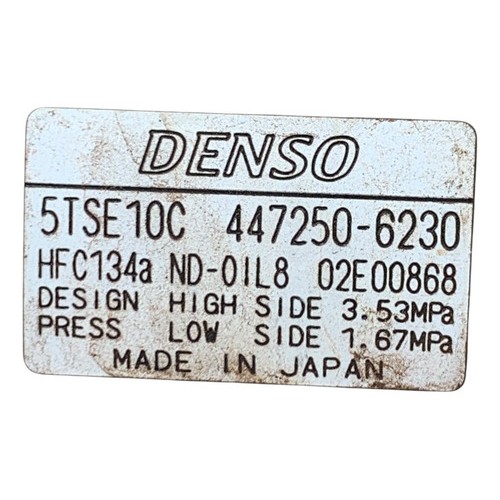 DENSO
5TSE10C 447250-6230
HFC134a ND-OIL8 02E00868
DESIGN HIGH SIDE 3.53MPa
PRESS LOW SIDE 1.67MPa
MADE IN JAPAN